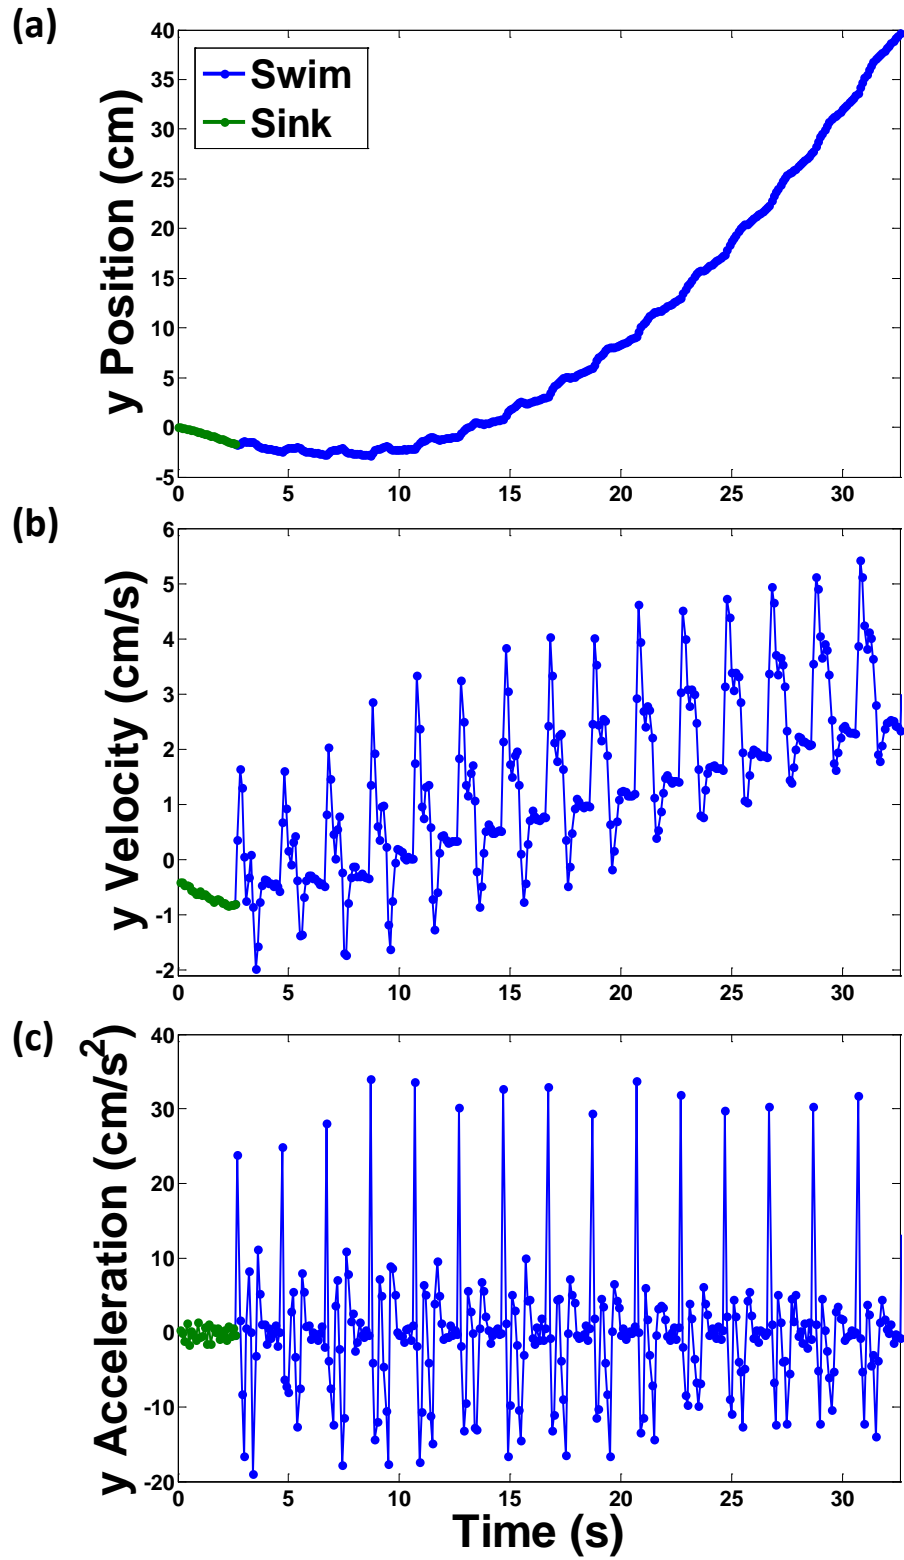 (a)
y Position (cm)
40
35
30
25
20
15
10
5
0
-5
Swim
Sink
0 5 10 15 20 25 30
(b)
y Velocity (cm/s)
6
5
4
3
2
1
0
-1
-2
0 5 10 15 20 25 30
(c)
y Acceleration (cm/s²)
40
30
20
10
0
-10
-20
0 5 10 15 20 25 30
Time (s)